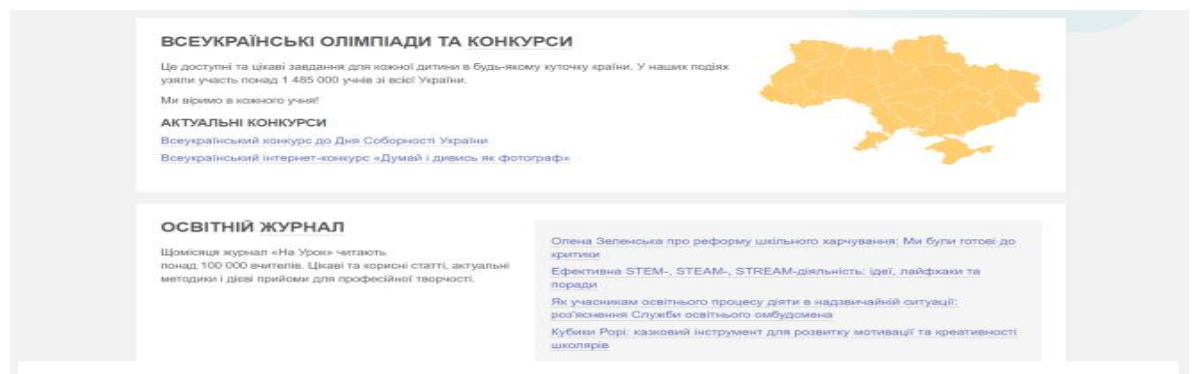 ВСЕУКРАЇНСЬКІ ОЛІМПІАДИ ТА КОНКУРСИ
Це доступні та цікаві завдання для кожної дитини в будь-якому куточку країни. У наших подіях
узяли участь понад 1 485 000 учнів зі всієї України.
Ми віримо в кожного учня!
АКТУАЛЬНІ КОНКУРСИ
Всеукраїнський конкурс до Дня Соборності України
Всеукраїнський інтернет-конкурс «Думай і дивись як фотограф»
ОСВІТНІЙ ЖУРНАЛ
Щомісяця журнал «На Урок» читають
понад 100 000 вчителів. Цікаві та корисні статті, актуальні
методики і дієві прийоми для професійної творчості.
Олена Зеленська про реформу шкільного харчування: Ми були готові до
критики
Ефективна STEM-, STEAM-, STREAM-діяльність: ідеї, лайфхаки та
поради
Як учасникам освітнього процесу діяти в надзвичайній ситуації:
роз'яснення Служби освітнього омбудсмена
Кубики Рорі: казковий інструмент для розвитку мотивації та креативності
школярів